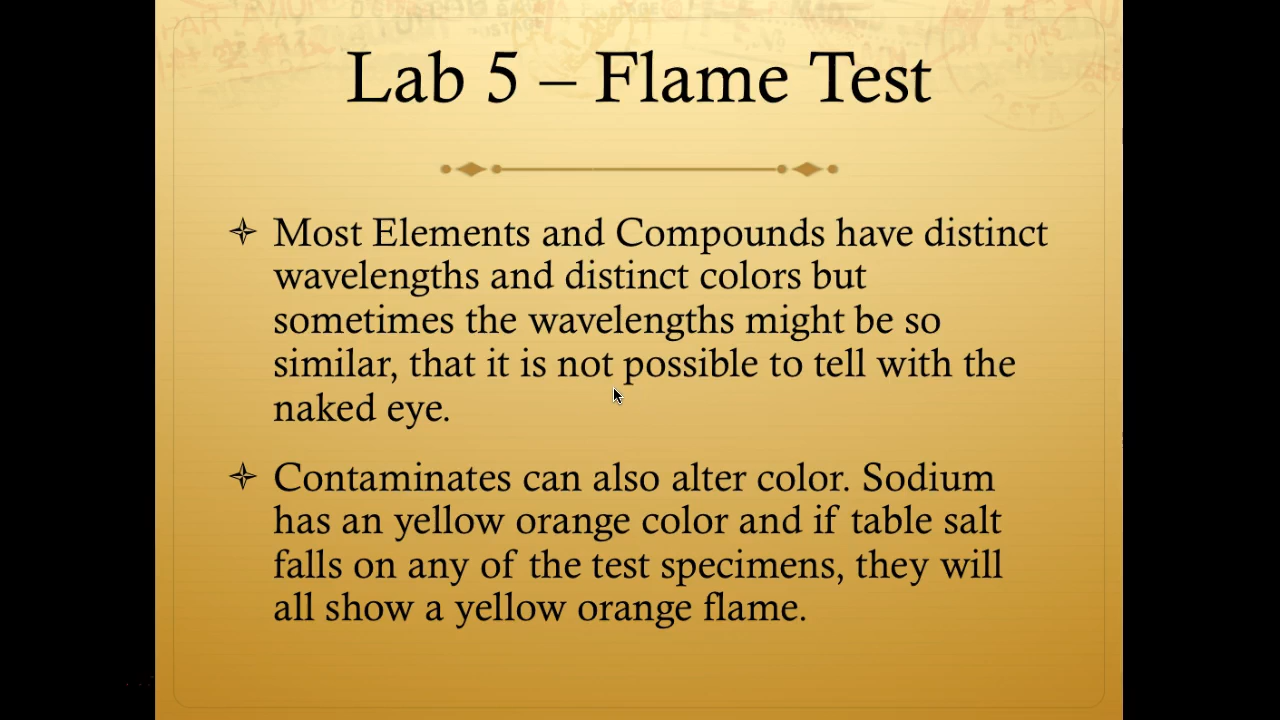 Lab 5 – Flame Test
Most Elements and Compounds have distinct
wavelengths and distinct colors but
sometimes the wavelengths might be so
similar, that it is not possible to tell with the
naked eye.
Contaminates can also alter color. Sodium
has an yellow orange color and if table salt
falls on any of the test specimens, they will
all show a yellow orange flame.